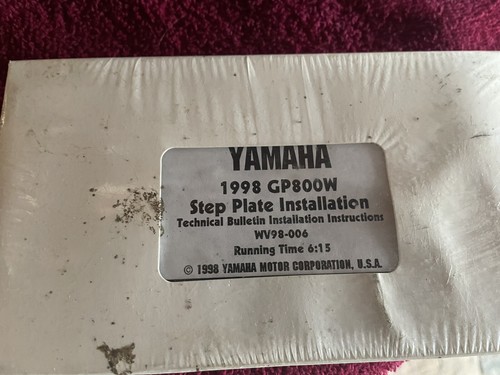 YAMAHA
1998 GP800W
Step Plate Installation
Technical Bulletin Installation Instructions
WV98-006
Running Time 6:15
© 1998 YAMAHA MOTOR CORPORATION, U.S.A.